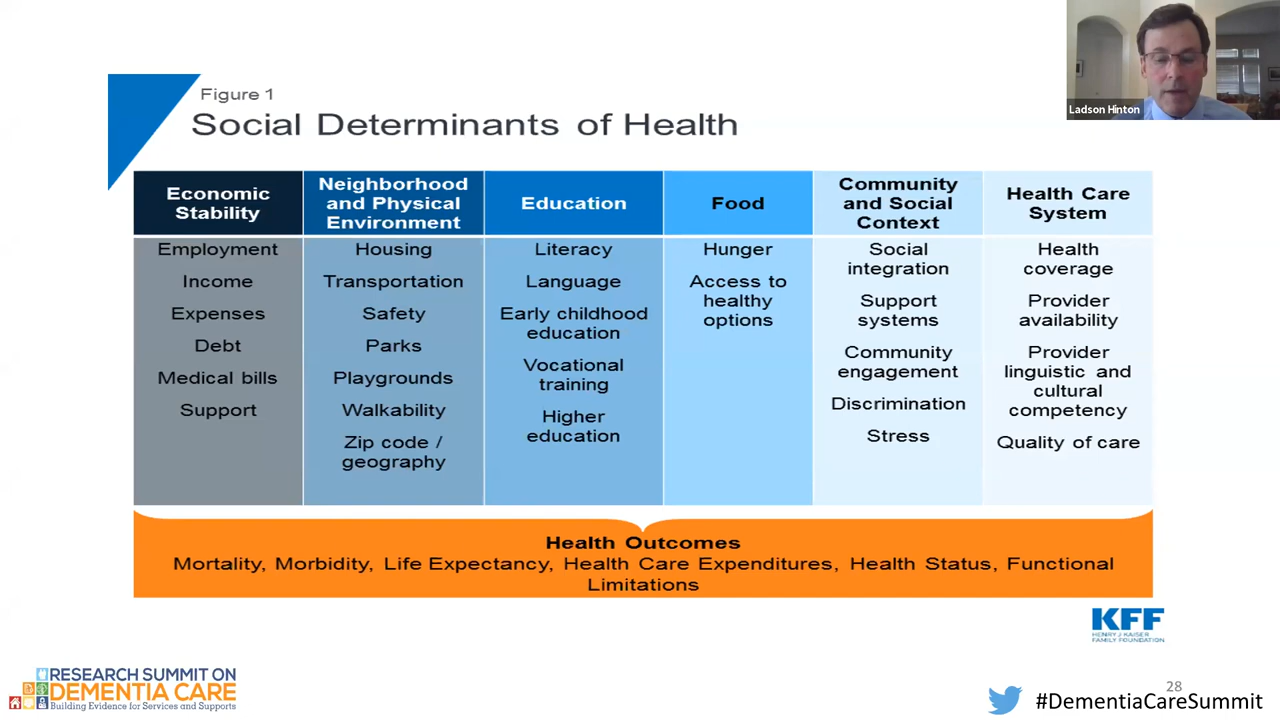 Ladson Hinton
Figure 1
Social Determinants of Health
Economic
Stability
Employment
Income
Expenses
Debt
Medical bills
Support
Neighborhood
and Physical
Environment
Housing
Transportation
Safety
Parks
Playgrounds
Walkability
Zip code /
geography
Education
Literacy
Language
Early childhood
education
Vocational
training
Higher
education
Food
Hunger
Access to
healthy
options
Community
and Social
Context
Social
integration
Support
systems
Community
engagement
Discrimination
Stress
Health Care
System
Health
coverage
Provider
availability
Provider
linguistic and
cultural
competency
Quality of care
Health Outcomes
Mortality, Morbidity, Life Expectancy, Health Care Expenditures, Health Status, Functional
Limitations
KFF
HENRY J KAISER
FAMILY FOUNDATION
RESEARCH SUMMIT ON
DEMENTIA CARE
Building Evidence for Services and Supports
28
#DementiaCareSummit